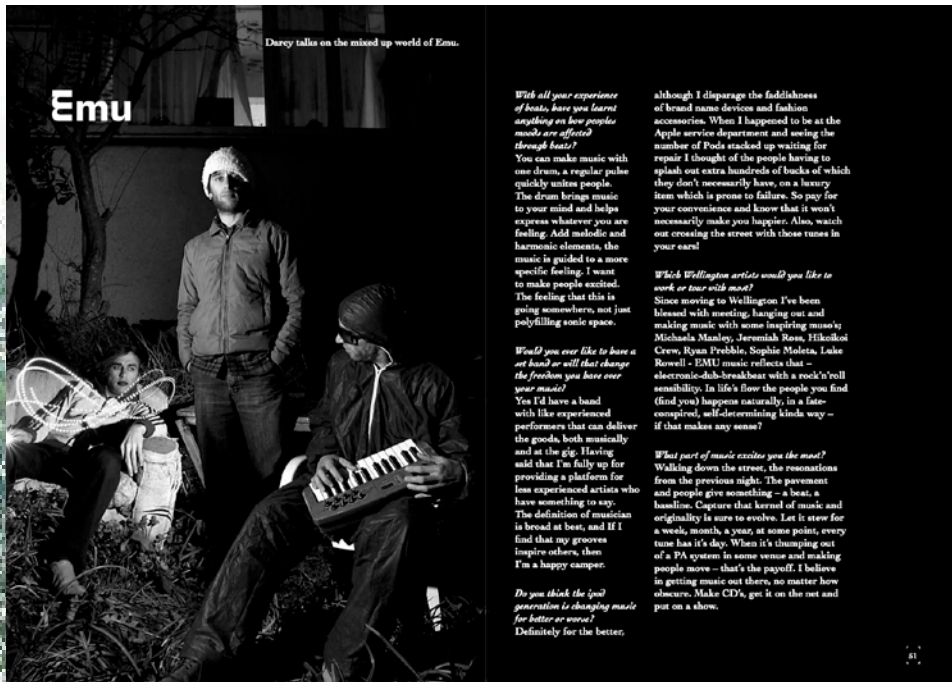 Darcy talks on the mixed up world of Emu.
Emu
With all your experience
of beats, have you learnt
anything on how peoples
moods are affected
through beats?
You can make music with
one drum, a regular pulse
quickly unites people.
The drum brings music
to your mind and helps
express whatever you are
feeling. Add melodic and
harmonic elements, the
music is guided to a more
specific feeling. I want
to make people excited.
The feeling that this is
going somewhere, not just
polyfilling sonic space.
Would you ever like to have a
set band or will that change
the freedom you have over
your music?
Yes I'd have a band
with like experienced
performers that can deliver
the goods, both musically
and at the gig. Having
said that I'm fully up for
providing a platform for
less experienced artists who
have something to say.
The definition of musician
is broad at best, and If I
find that my grooves
inspire others, then
I'm a happy camper.
Do you think the ipod
generation is changing music
for better or worse?
Definitely for the better,
although I disparage the faddishness
of brand name devices and fashion
accessories. When I happened to be at the
Apple service department and seeing the
number of Pods stacked up waiting for
repair I thought of the people having to
splash out extra hundreds of bucks of which
they don't necessarily have, on a luxury
item which is prone to failure. So pay for
your convenience and know that it won't
necessarily make you happier. Also, watch
out crossing the street with those tunes in
your ears!
Which Wellington artists would you like to
work or tour with most?
Since moving to Wellington I've been
blessed with meeting, hanging out and
making music with some inspiring muso's;
Michaela Manley, Jeremiah Ross, Hikoikoi
Crew, Ryan Prebble, Sophie Moleta, Luke
Rowell - EMU music reflects that –
electronic-dub-breakbeat with a rock'n'roll
sensibility. In life's flow the people you find
(find you) happens naturally, in a fate-
conspired, self-determining kinda way –
if that makes any sense?
What part of music excites you the most?
Walking down the street, the resonations
from the previous night. The pavement
and people give something – a beat, a
bassline. Capture that kernel of music and
originality is sure to evolve. Let it stew for
a week, month, a year, at some point, every
tune has it's day. When it's thumping out
of a PA system in some venue and making
people move – that's the payoff. I believe
in getting music out there, no matter how
obscure. Make CD's, get it on the net and
put on a show.
51